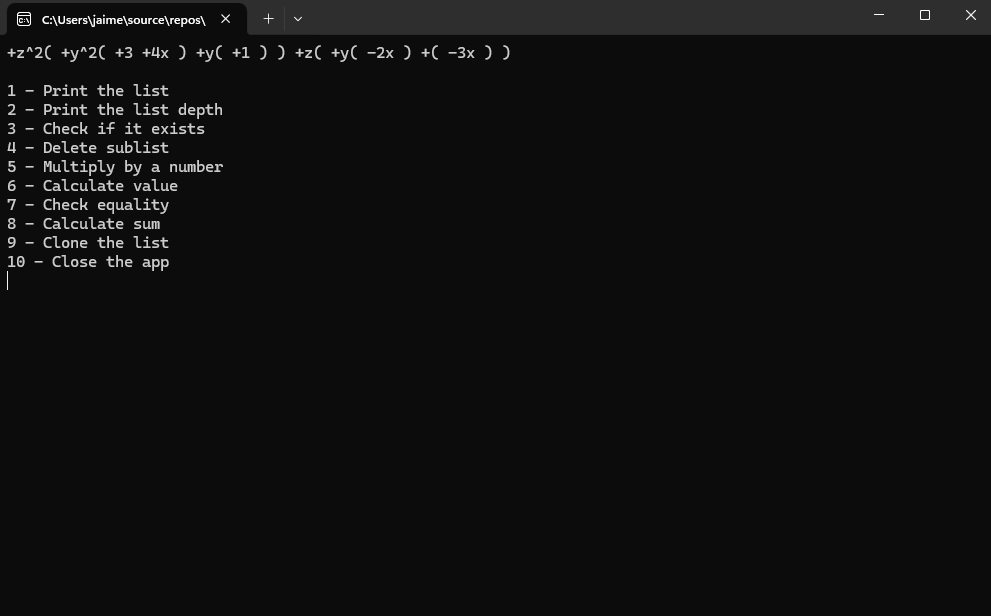 C:\Users\jaime\source\repos\
+z^2( +y^2( +3 +4x ) +y( +1 ) ) +z( +y( -2x ) +( -3x ) )
1 - Print the list
2 - Print the list depth
3 - Check if it exists
4 - Delete sublist
5 - Multiply by a number
6 - Calculate value
7 - Check equality
8 - Calculate sum
9 - Clone the list
10 - Close the app